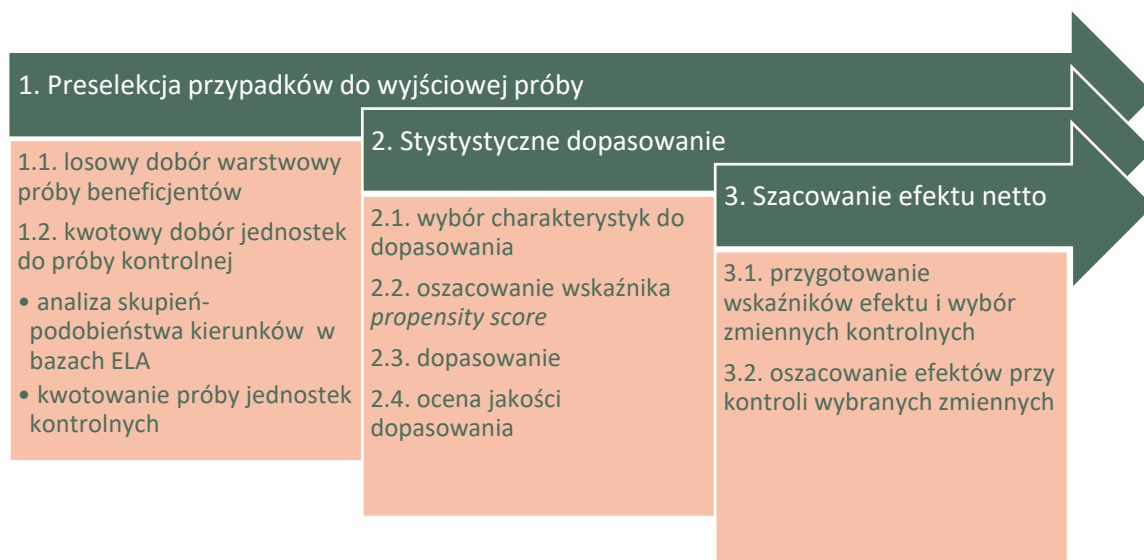 1. Preselekcja przypadków do wyjściowej próby
1.1. losowy dobór warstwowy
próby beneficjentów
1.2. kwotowy dobór jednostek
do próby kontrolnej
• analiza skupień-
podobieństwa kierunków w
bazach ELA
• kwotowanie próby jednostek
kontrolnych
2. Stystystyczne dopasowanie
2.1. wybór charakterystyk do
dopasowania
2.2. oszacowanie wskaźnika
propensity score
2.3. dopasowanie
2.4. ocena jakości
dopasowania
3. Szacowanie efektu netto
3.1. przygotowanie
wskaźników efektu i wybór
zmiennych kontrolnych
3.2. oszacowanie efektów przy
kontroli wybranych zmiennych